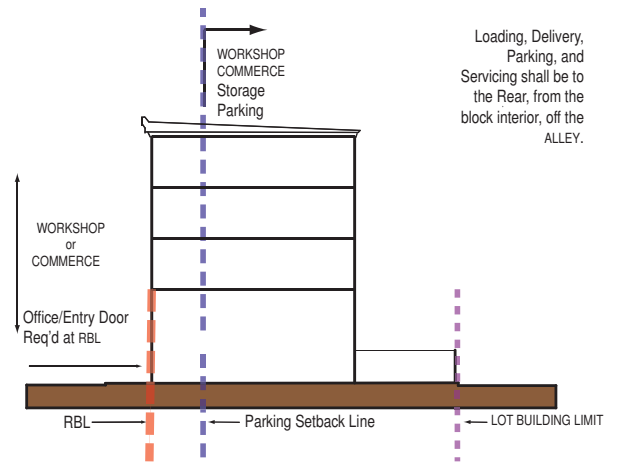 WORKSHOP
COMMERCE
Storage
Parking
Loading, Delivery,
Parking, and
Servicing shall be to
the Rear, from the
block interior, off the
ALLEY.
WORKSHOP
or
COMMERCE
Office/Entry Door
Req'd at RBL
RBL
Parking Setback Line
LOT BUILDING LIMIT